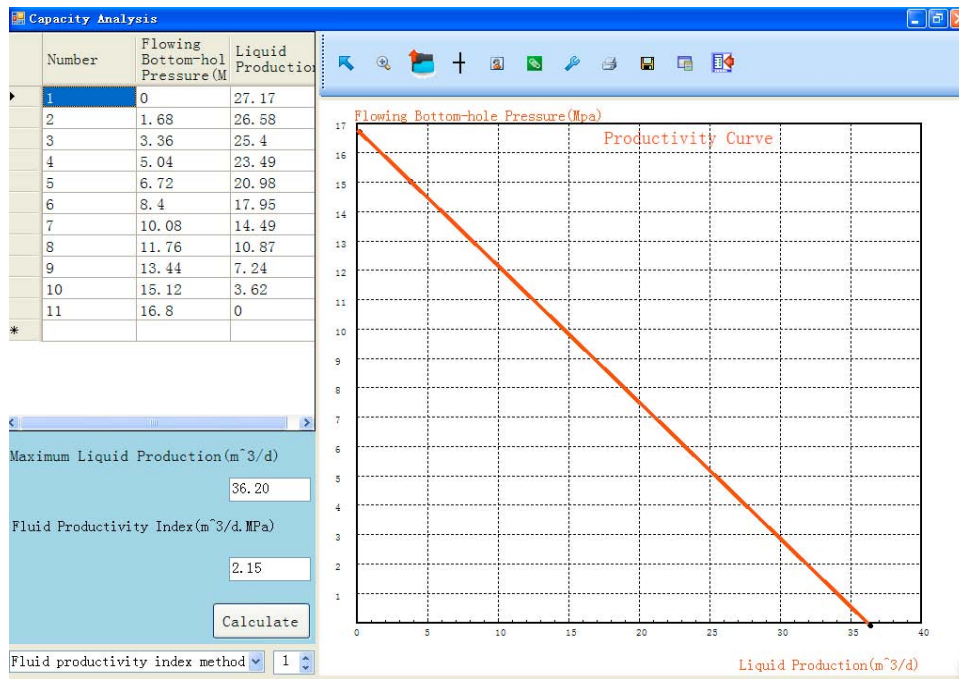 Capacity Analysis
Number
Flowing
Bottom-hol
Pressure(M
Liquid
Production
1 0 27.17
2 1.68 26.58
3 3.36 25.4
4 5.04 23.49
5 6.72 20.98
6 8.4 17.95
7 10.08 14.49
8 11.76 10.87
9 13.44 7.24
10 15.12 3.62
11 16.8 0
*
Maximum Liquid Production(m^3/d)
36.20
Fluid Productivity Index(m^3/d.MPa)
2.15
Calculate
Fluid productivity index method 1
Flowing Bottom-hole Pressure(Mpa)
Productivity Curve
17
16
15
14
13
12
11
10
9
8
7
6
5
4
3
2
1
0 5 10 15 20 25 30 35 40
Liquid Production(m^3/d)